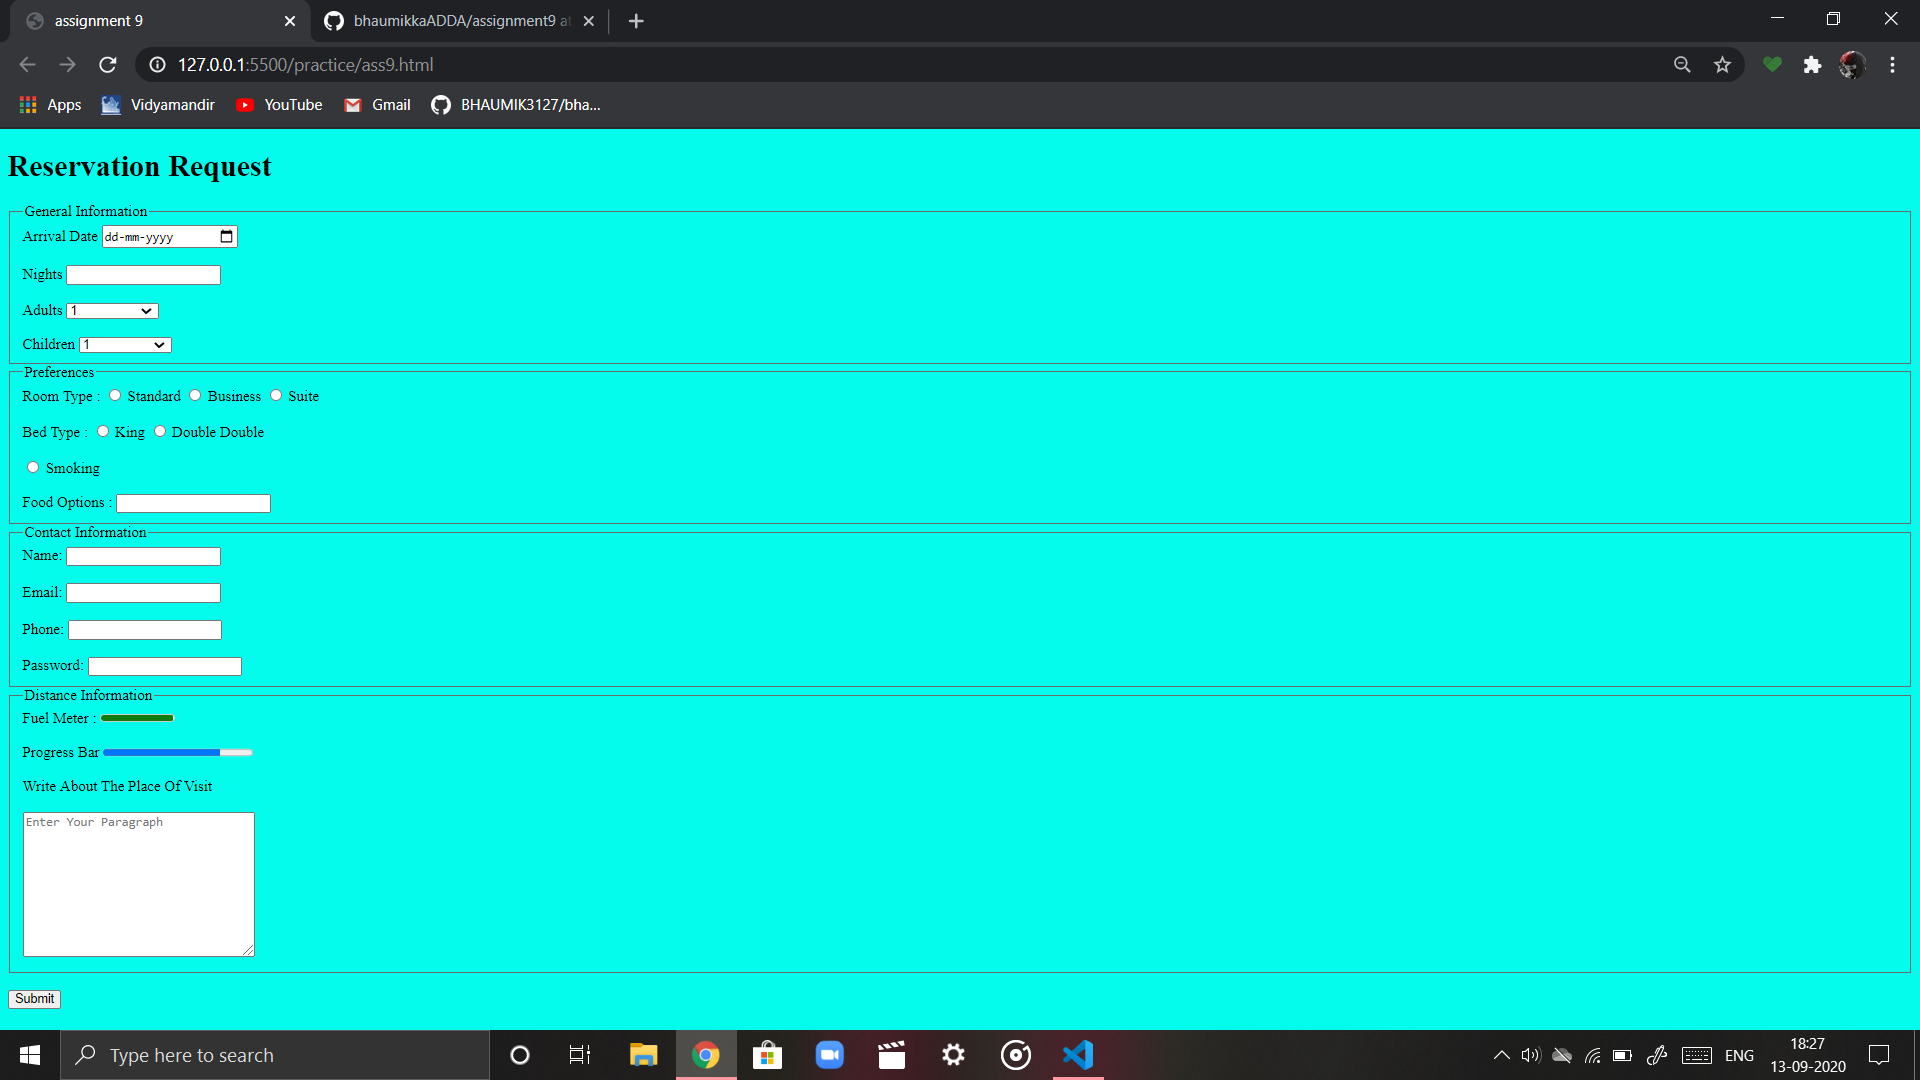 assignment 9
bhaumikkaADDA/assignment9 at
127.0.0.1:5500/practice/ass9.html
Apps Vidyamandir YouTube Gmail BHAUMIK3127/bha...
Reservation Request
General Information
Arrival Date dd-mm-yyyy
Nights
Adults 1
Children 1
Preferences
Room Type : Standard Business Suite
Bed Type : King Double Double
Smoking
Food Options :
Contact Information
Name:
Email:
Phone:
Password:
Distance Information
Fuel Meter :
Progress Bar
Write About The Place Of Visit
Enter Your Paragraph
Submit
Type here to search
ENG
18:27
13-09-2020